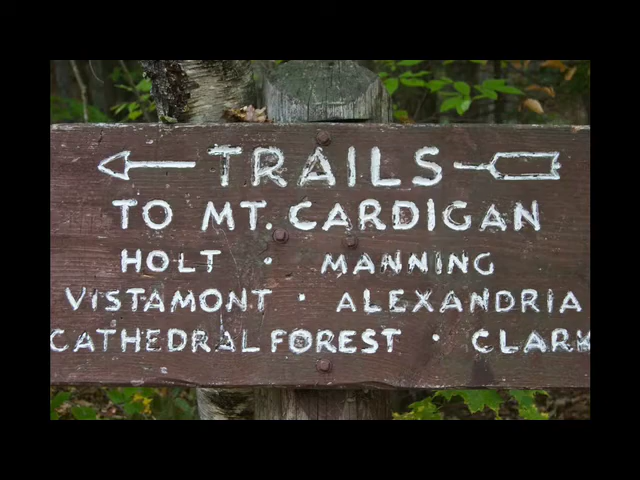 TRAILS
TO MT. CARDIGAN
HOLT · MANNING
VISTAMONT · ALEXANDRIA
CATHEDRAL FOREST · CLARK